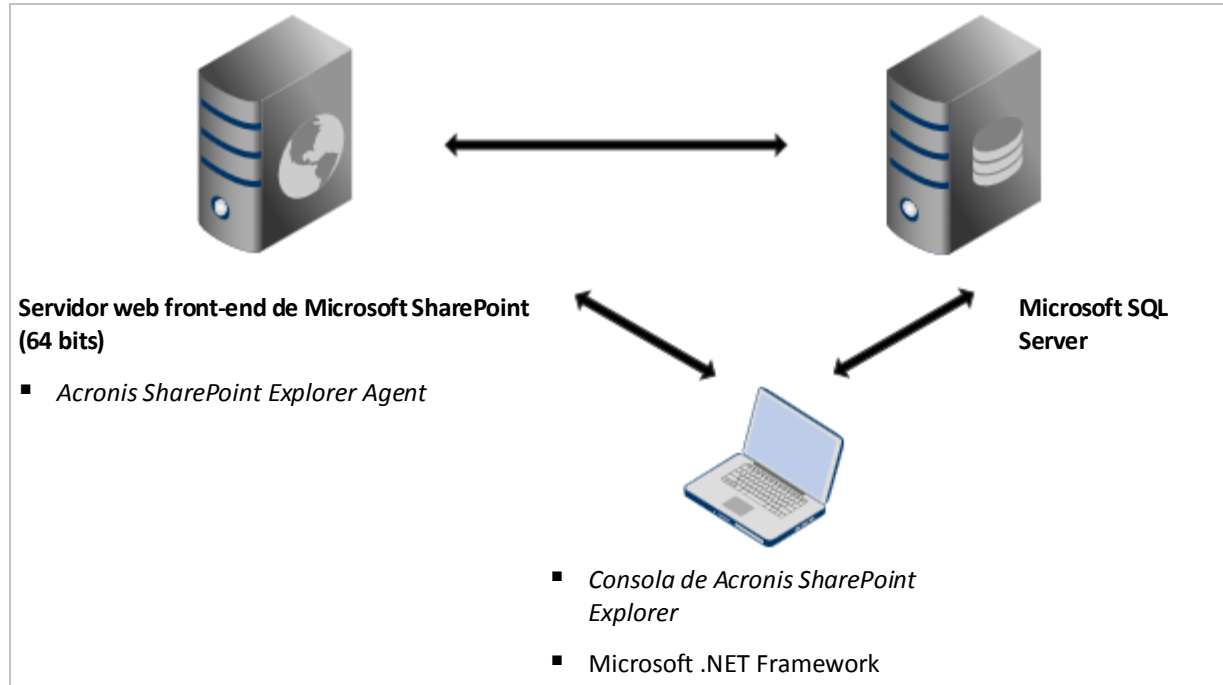 Servidor web front-end de Microsoft SharePoint
(64 bits)
▪ Acronis SharePoint Explorer Agent
Microsoft SQL
Server
▪ Consola de Acronis SharePoint
Explorer
▪ Microsoft .NET Framework